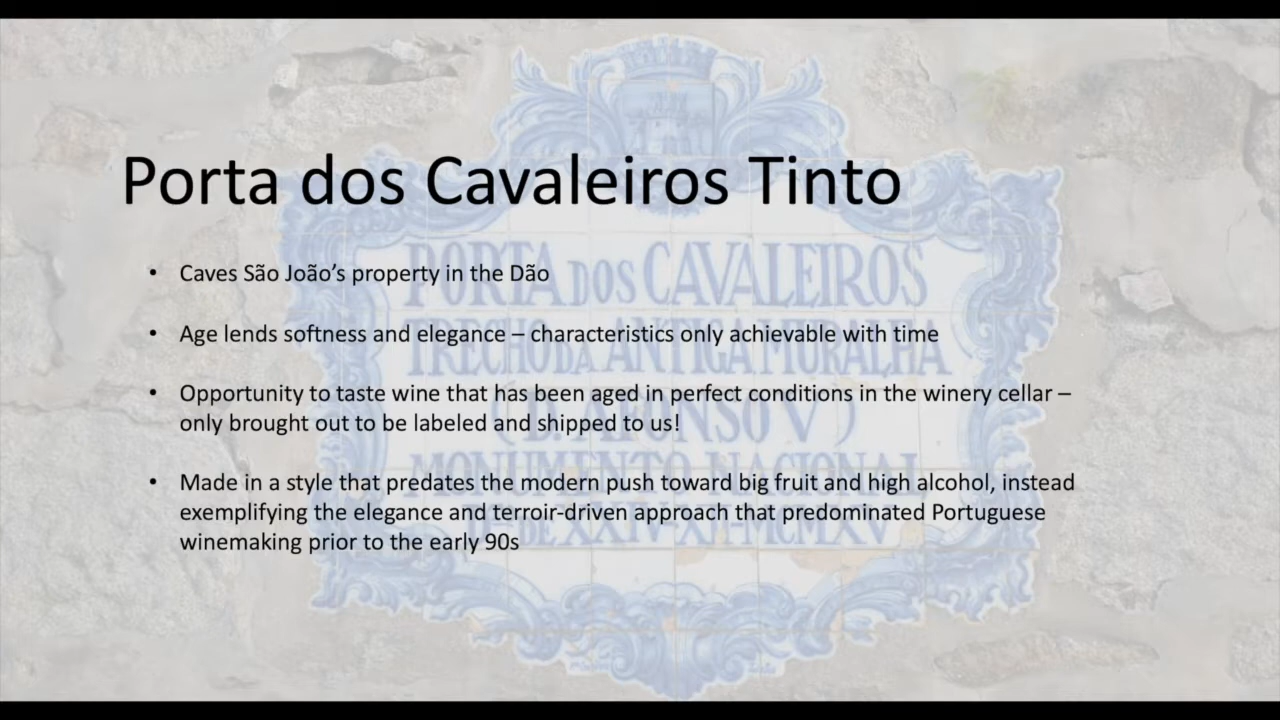 Porta dos Cavaleiros Tinto
• Caves São João’s property in the Dão
• Age lends softness and elegance – characteristics only achievable with time
• Opportunity to taste wine that has been aged in perfect conditions in the winery cellar –
only brought out to be labeled and shipped to us!
• Made in a style that predates the modern push toward big fruit and high alcohol, instead
exemplifying the elegance and terroir-driven approach that predominated Portuguese
winemaking prior to the early 90s
PORTA DOS CAVALEIROS
TRECHO DA ANTIGA MURALHA
(D. AFONSO V)
MONUMENTO NACIONAL